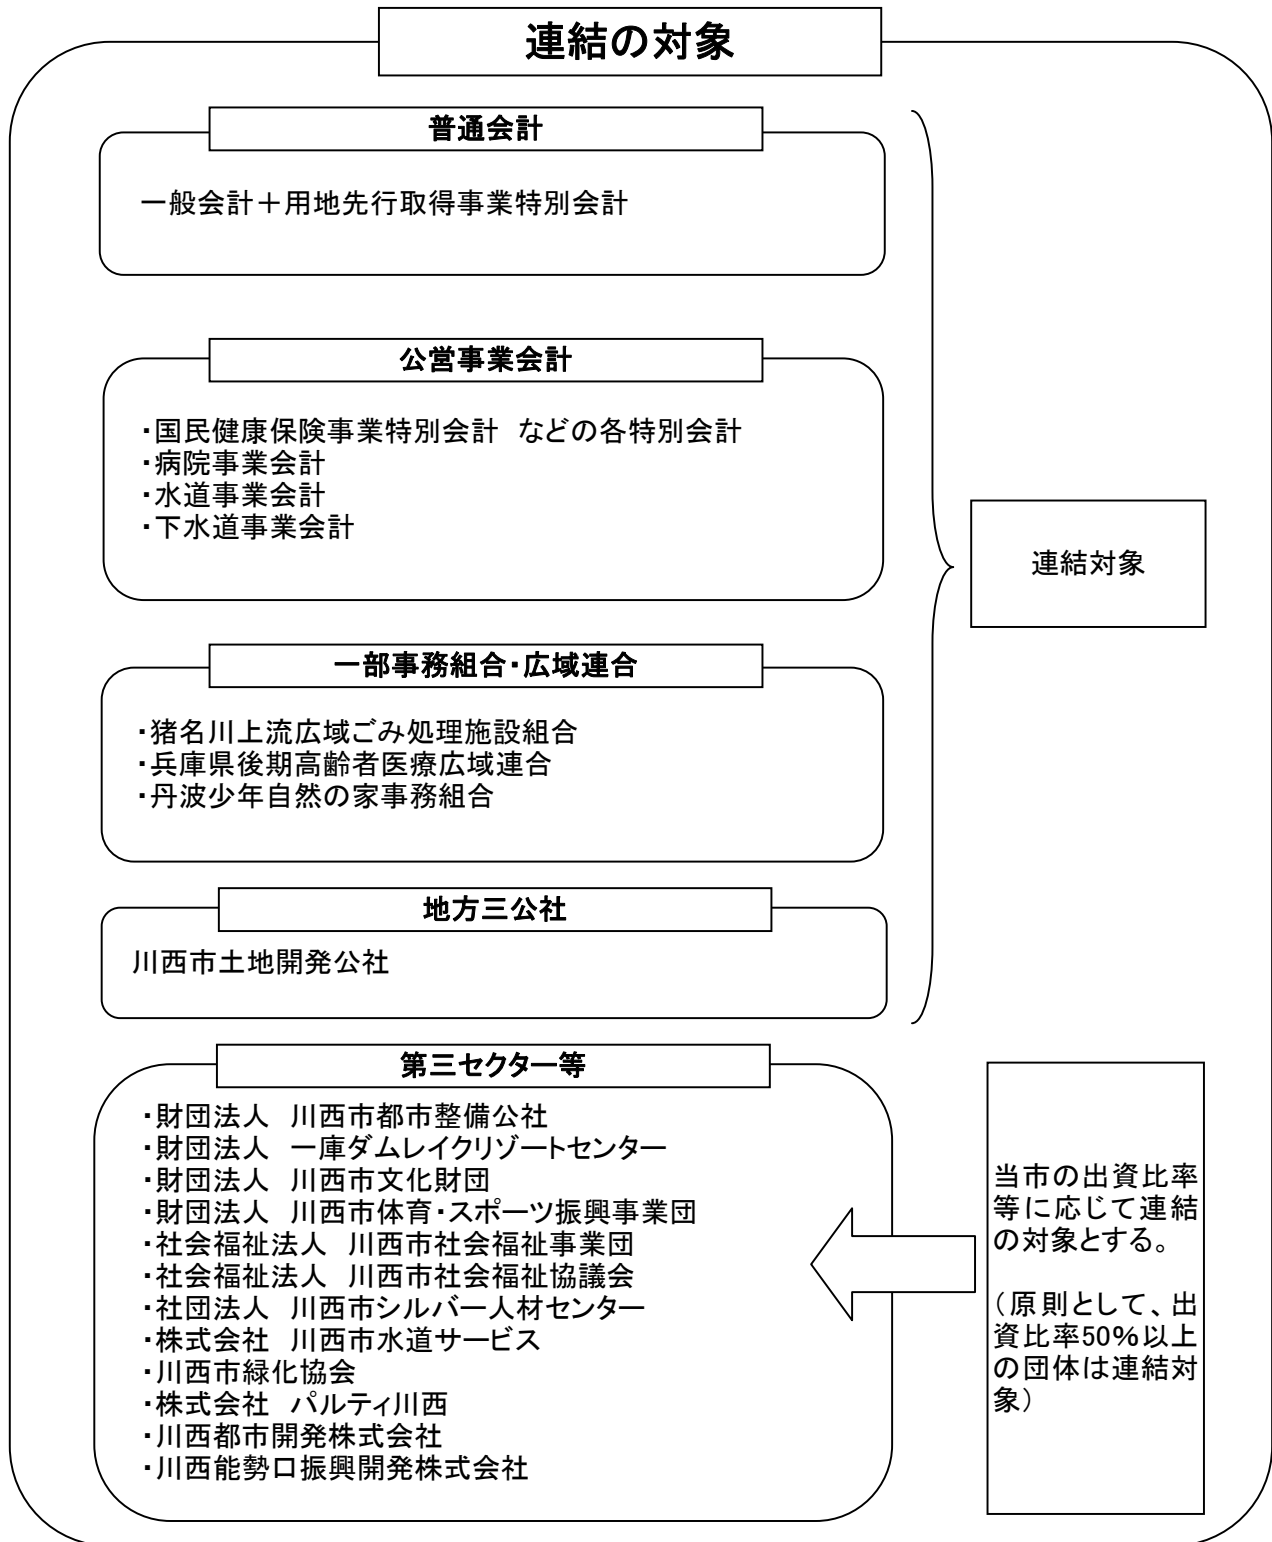 連結の対象
普通会計
一般会計＋用地先行取得事業特別会計
公営事業会計
・国民健康保険事業特別会計　などの各特別会計
・病院事業会計
・水道事業会計
・下水道事業会計
連結対象
一部事務組合・広域連合
・猪名川上流広域ごみ処理施設組合
・兵庫県後期高齢者医療広域連合
・丹波少年自然の家事務組合
地方三公社
川西市土地開発公社
第三セクター等
・財団法人　川西市都市整備公社
・財団法人　一庫ダムレイクリゾートセンター
・財団法人　川西市文化財団
・財団法人　川西市体育・スポーツ振興事業団
・社会福祉法人　川西市社会福祉事業団
・社会福祉法人　川西市社会福祉協議会
・社団法人　川西市シルバー人材センター
・株式会社　川西市水道サービス
・川西市緑化協会
・株式会社　パルティ川西
・川西都市開発株式会社
・川西能勢口振興開発株式会社
当市の出資比率
等に応じて連結
の対象とする。
（原則として、出
資比率50%以上
の団体は連結対
象）